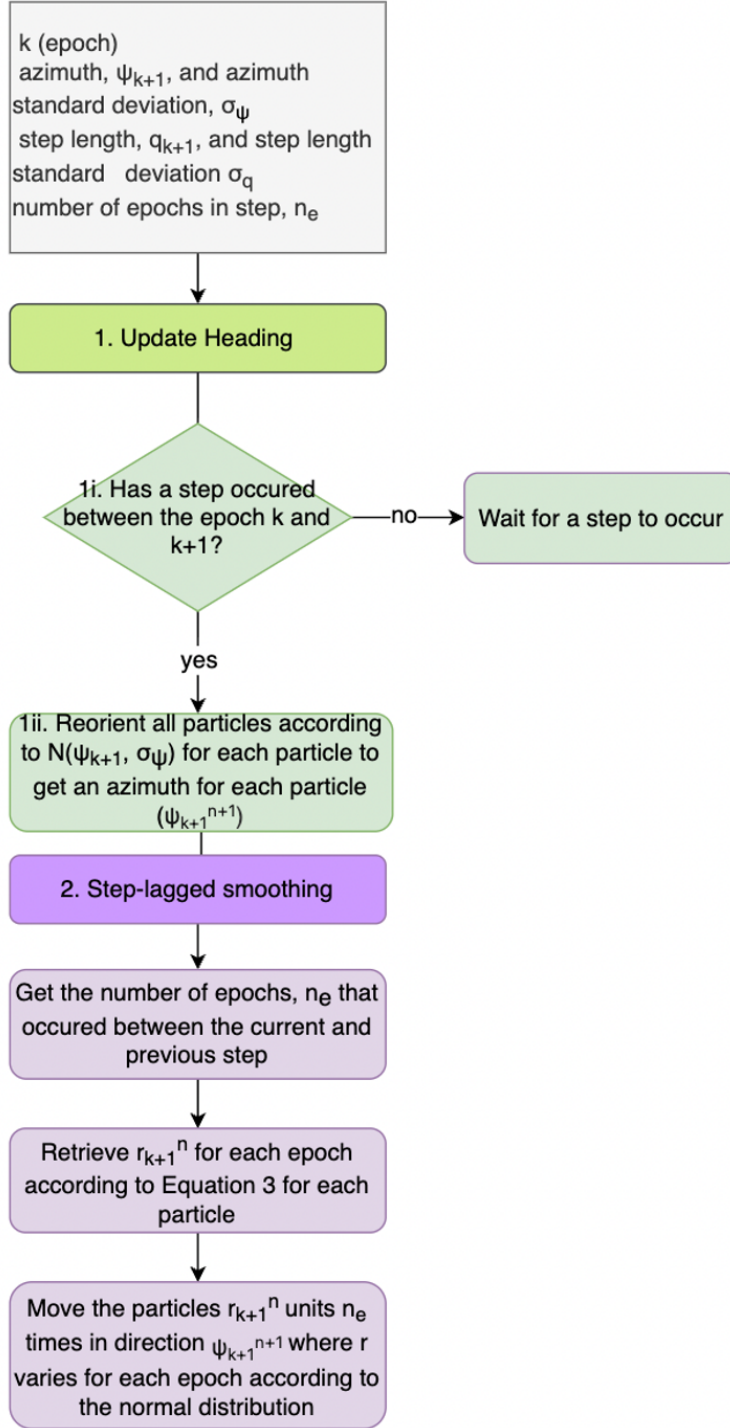 k (epoch)
azimuth, ψₖ₊₁, and azimuth
standard deviation, σᵩ
step length, qₖ₊₁, and step length
standard deviation σq
number of epochs in step, nₑ
1. Update Heading
1i. Has a step occured
between the epoch k and
k+1?
no
Wait for a step to occur
yes
1ii. Reorient all particles according
to N(ψₖ₊₁, σψ) for each particle to
get an azimuth for each particle
(ψₖ₊₁ⁿ⁺¹)
2. Step-lagged smoothing
Get the number of epochs, nₑ that
occured between the current and
previous step
Retrieve rₖ₊₁ⁿ for each epoch
according to Equation 3 for each
particle
Move the particles rₖ₊₁ⁿ units nₑ
times in direction ψₖ₊₁ⁿ⁺¹ where r
varies for each epoch according to
the normal distribution